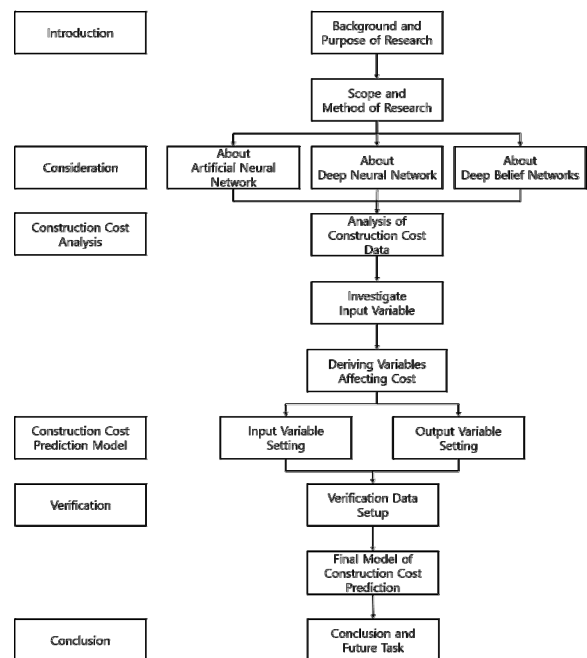 Introduction
Background and
Purpose of Research
Scope and
Method of Research
Consideration
About
Artificial Neural
Network
About
Deep Neural Network
About
Deep Belief Networks
Construction Cost
Analysis
Analysis of
Construction Cost
Data
Investigate
Input Variable
Deriving Variables
Affecting Cost
Construction Cost
Prediction Model
Input Variable
Setting
Output Variable
Setting
Verification
Verification Data
Setup
Final Model of
Construction Cost
Prediction
Conclusion
Conclusion and
Future Task